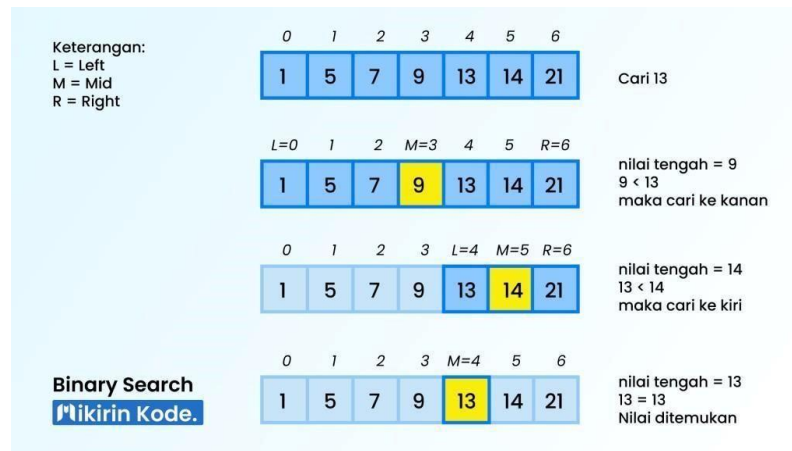 Keterangan:
L = Left
M = Mid
R = Right
0 1 2 3 4 5 6
1 5 7 9 13 14 21
Cari 13
L=0 1 2 M=3 4 5 R=6
1 5 7 9 13 14 21
nilai tengah = 9
9 < 13
maka cari ke kanan
0 1 2 3 L=4 M=5 R=6
1 5 7 9 13 14 21
nilai tengah = 14
13 < 14
maka cari ke kiri
0 1 2 3 M=4 5 6
1 5 7 9 13 14 21
nilai tengah = 13
13 = 13
Nilai ditemukan
Binary Search
Mikirin Kode.